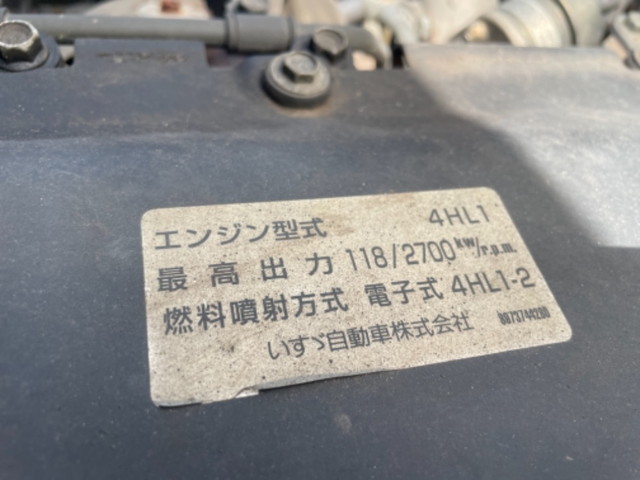 エンジン型式 4HL1
最高出力 118/2700 kW/r.p.m.
燃料噴射方式 電子式 4HL1-2
いすゞ自動車株式会社